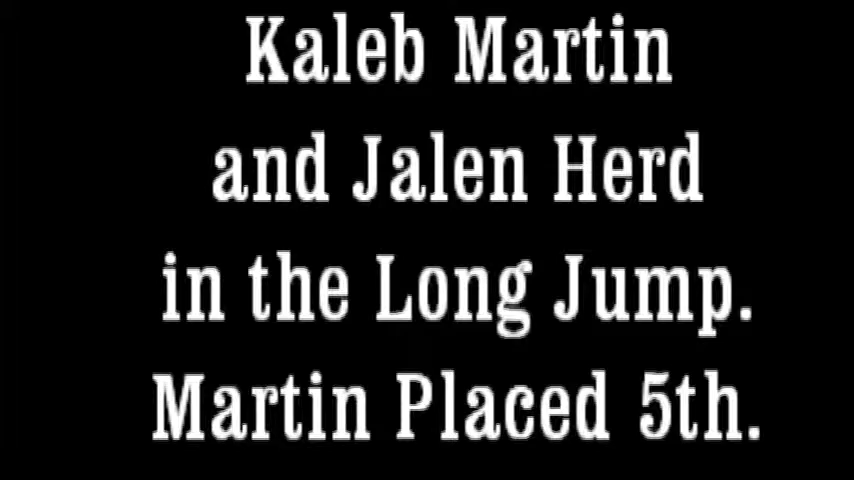 Kaleb Martin
and Jalen Herd
in the Long Jump.
Martin Placed 5th.